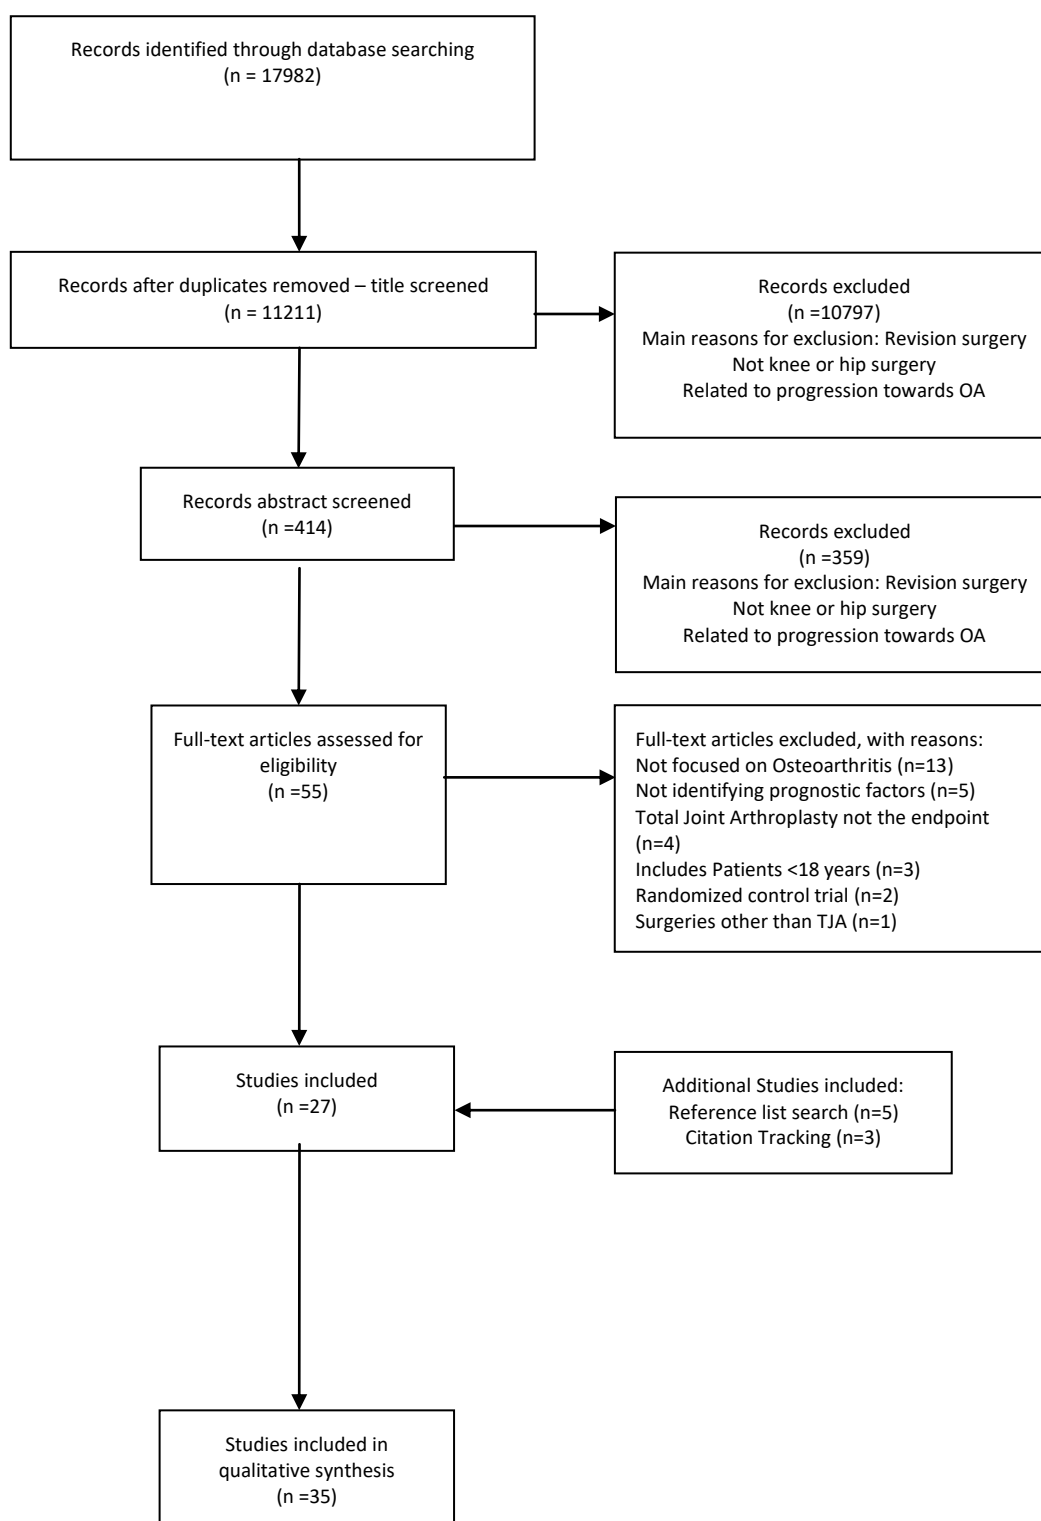 Records identified through database searching
(n = 17982)
Records after duplicates removed – title screened
(n = 11211)
Records excluded
(n =10797)
Main reasons for exclusion: Revision surgery
Not knee or hip surgery
Related to progression towards OA
Records abstract screened
(n =414)
Records excluded
(n =359)
Main reasons for exclusion: Revision surgery
Not knee or hip surgery
Related to progression towards OA
Full-text articles assessed for
eligibility
(n =55)
Full-text articles excluded, with reasons:
Not focused on Osteoarthritis (n=13)
Not identifying prognostic factors (n=5)
Total Joint Arthroplasty not the endpoint
(n=4)
Includes Patients <18 years (n=3)
Randomized control trial (n=2)
Surgeries other than TJA (n=1)
Studies included
(n =27)
Additional Studies included:
Reference list search (n=5)
Citation Tracking (n=3)
Studies included in
qualitative synthesis
(n =35)